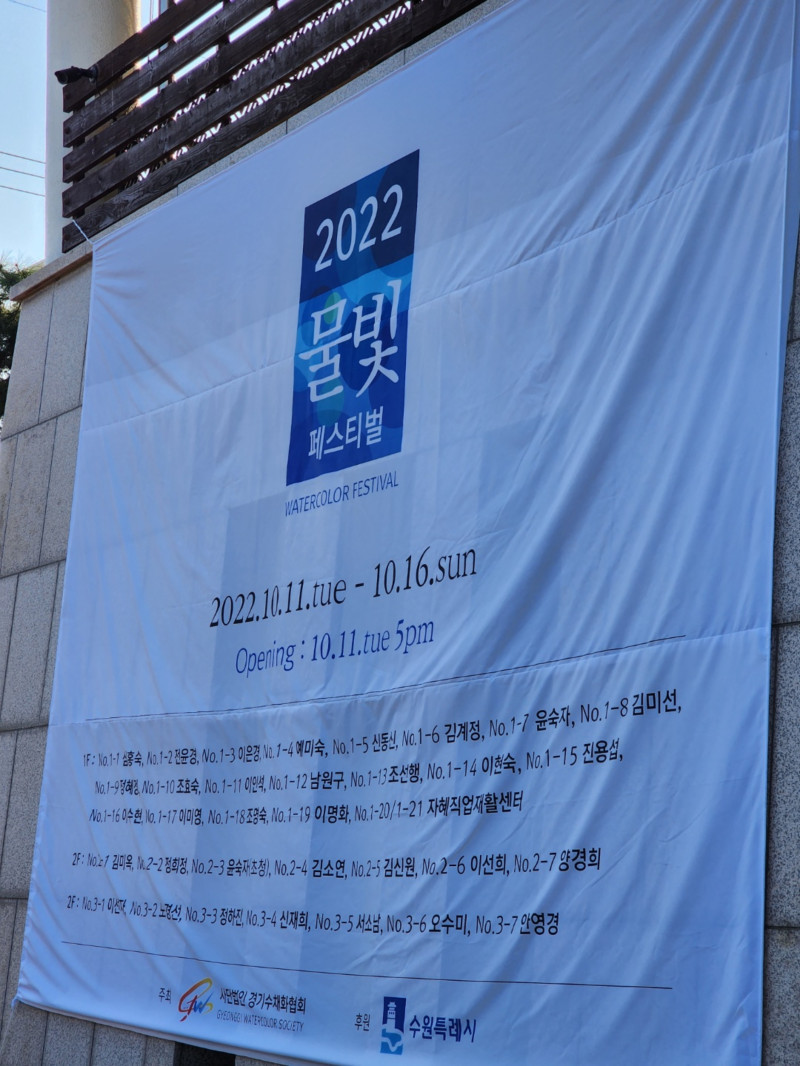 2022
물빛
페스티벌
WATERCOLOR FESTIVAL
2022.10.11.tue - 10.16.sun
Opening : 10.11.tue 5pm
1F : No.1-1 심홍숙, No.1-2 전윤경, No.1-3 이은경, No.1-4 예미숙, No.1-5 신동신, No.1-6 김계정, No.1-7 윤숙자, No.1-8 김미선,
No.1-9 정혜정, No.1-10 조효숙, No.1-11 이인석, No.1-12 남원구, No.1-13 조선행, No.1-14 이현숙, No.1-15 진용섭,
No.1-16 이수현, No.1-17 이미영, No.1-18 조영숙, No.1-19 이명화, No.1-20/1-21 자혜직업재활센터
2F : No.2-1 김미옥, No.2-2 정희정, No.2-3 윤숙재(초청), No.2-4 김소연, No.2-5 김신원, No.2-6 이선희, No.2-7 양경희
2F : No.3-1 No.3-2 No.3-3 정하진, No.3-4 신재희, No.3-5 서소남, No.3-6 오수미, No.3-7 안영경
주최 사단법인 경기수채화협회
GYEONGGI WATERCOLOR SOCIETY
후원 수원특례시